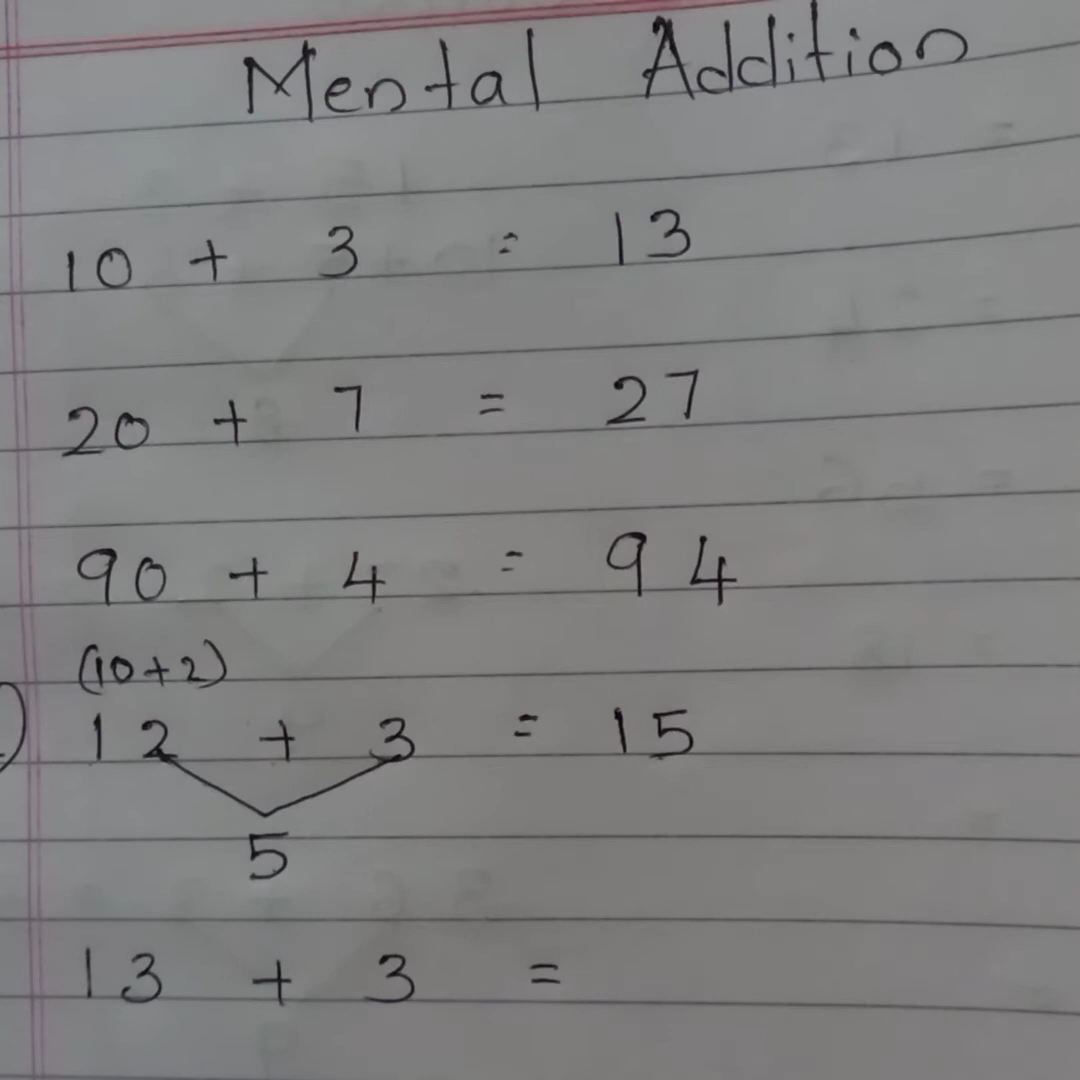 Mental Addition
10 + 3 = 13
20 + 7 = 27
90 + 4 = 94
(10+2)
12 + 3 = 15
5
13 + 3 =